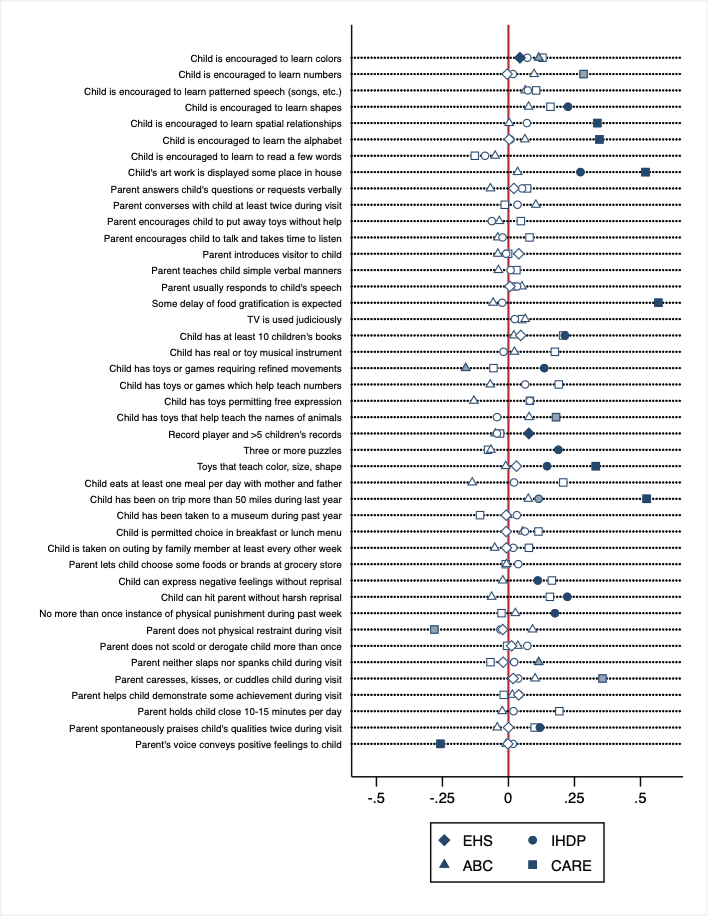 Child is encouraged to learn colors
Child is encouraged to learn numbers
Child is encouraged to learn patterned speech (songs, etc.)
Child is encouraged to learn shapes
Child is encouraged to learn spatial relationships
Child is encouraged to learn the alphabet
Child is encouraged to learn to read a few words
Child's art work is displayed some place in house
Parent answers child's questions or requests verbally
Parent converses with child at least twice during visit
Parent encourages child to put away toys without help
Parent encourages child to talk and takes time to listen
Parent introduces visitor to child
Parent teaches child simple verbal manners
Parent usually responds to child's speech
Some delay of food gratification is expected
TV is used judiciously
Child has at least 10 children's books
Child has real or toy musical instrument
Child has toys or games requiring refined movements
Child has toys or games which help teach numbers
Child has toys permitting free expression
Child has toys that help teach the names of animals
Record player and >5 children's records
Three or more puzzles
Toys that teach color, size, shape
Child eats at least one meal per day with mother and father
Child has been on trip more than 50 miles during last year
Child has been taken to a museum during past year
Child is permitted choice in breakfast or lunch menu
Child is taken on outing by family member at least every other week
Parent lets child choose some foods or brands at grocery store
Child can express negative feelings without reprisal
Child can hit parent without harsh reprisal
No more than once instance of physical punishment during past week
Parent does not physical restraint during visit
Parent does not scold or derogate child more than once
Parent neither slaps nor spanks child during visit
Parent caresses, kisses, or cuddles child during visit
Parent helps child demonstrate some achievement during visit
Parent holds child close 10-15 minutes per day
Parent spontaneously praises child's qualities twice during visit
Parent's voice conveys positive feelings to child
-.5 -.25 0 .25 .5
EHS IHDP
ABC CARE